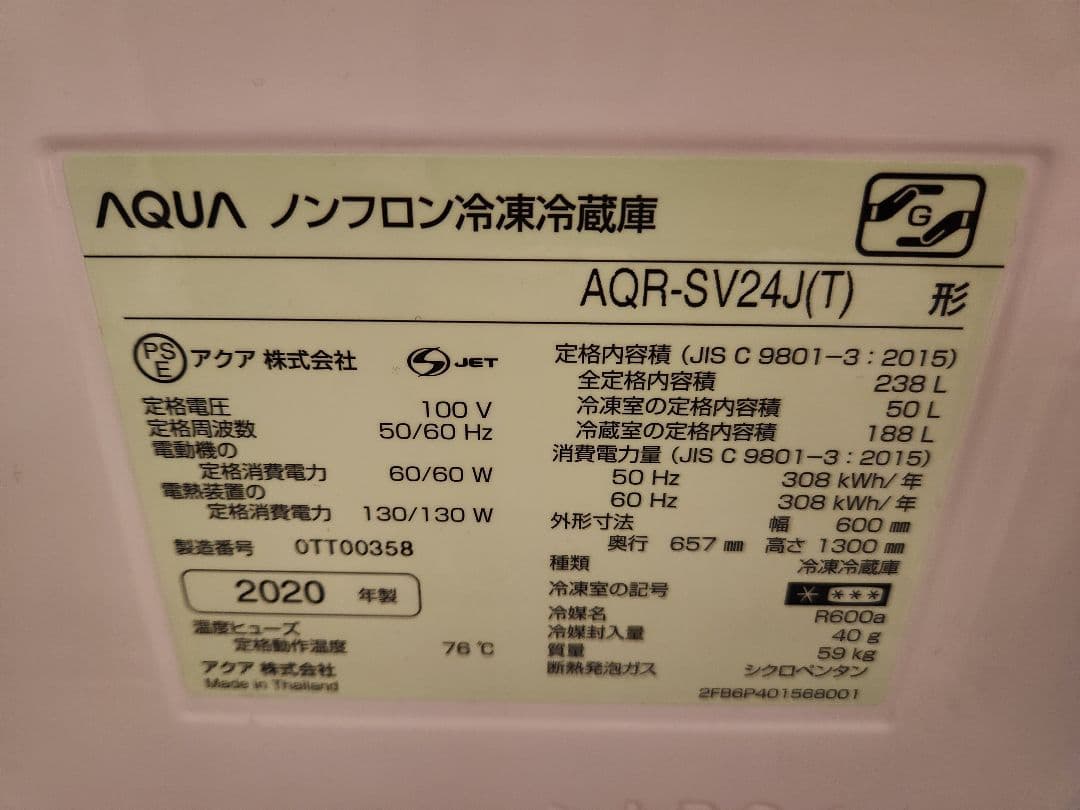 AQUA ノンフロン冷凍冷蔵庫
G
AQR-SV24J(T) 形
PS E アクア 株式会社 S JET
定格電圧 100 V
定格周波数 50/60 Hz
電動機の
定格消費電力 60/60 W
電熱装置の
定格消費電力 130/130 W
製造番号 0TT00358
2020 年製
温度ヒューズ
定格動作温度 76 ℃
アクア 株式会社
Made in Thailand
定格内容積 (JIS C 9801-3:2015)
全定格内容積 238 L
冷凍室の定格内容積 50 L
冷蔵室の定格内容積 188 L
消費電力量 (JIS C 9801-3:2015)
50 Hz 308 kWh/年
60 Hz 308 kWh/年
外形寸法 幅 600 ㎜
奥行 657 ㎜ 高さ 1300 ㎜
種類 冷凍冷蔵庫
冷凍室の記号 * ***
冷媒名 R600a
冷媒封入量 40 g
質量 59 kg
断熱発泡ガス シクロペンタン
2FB6P401568001